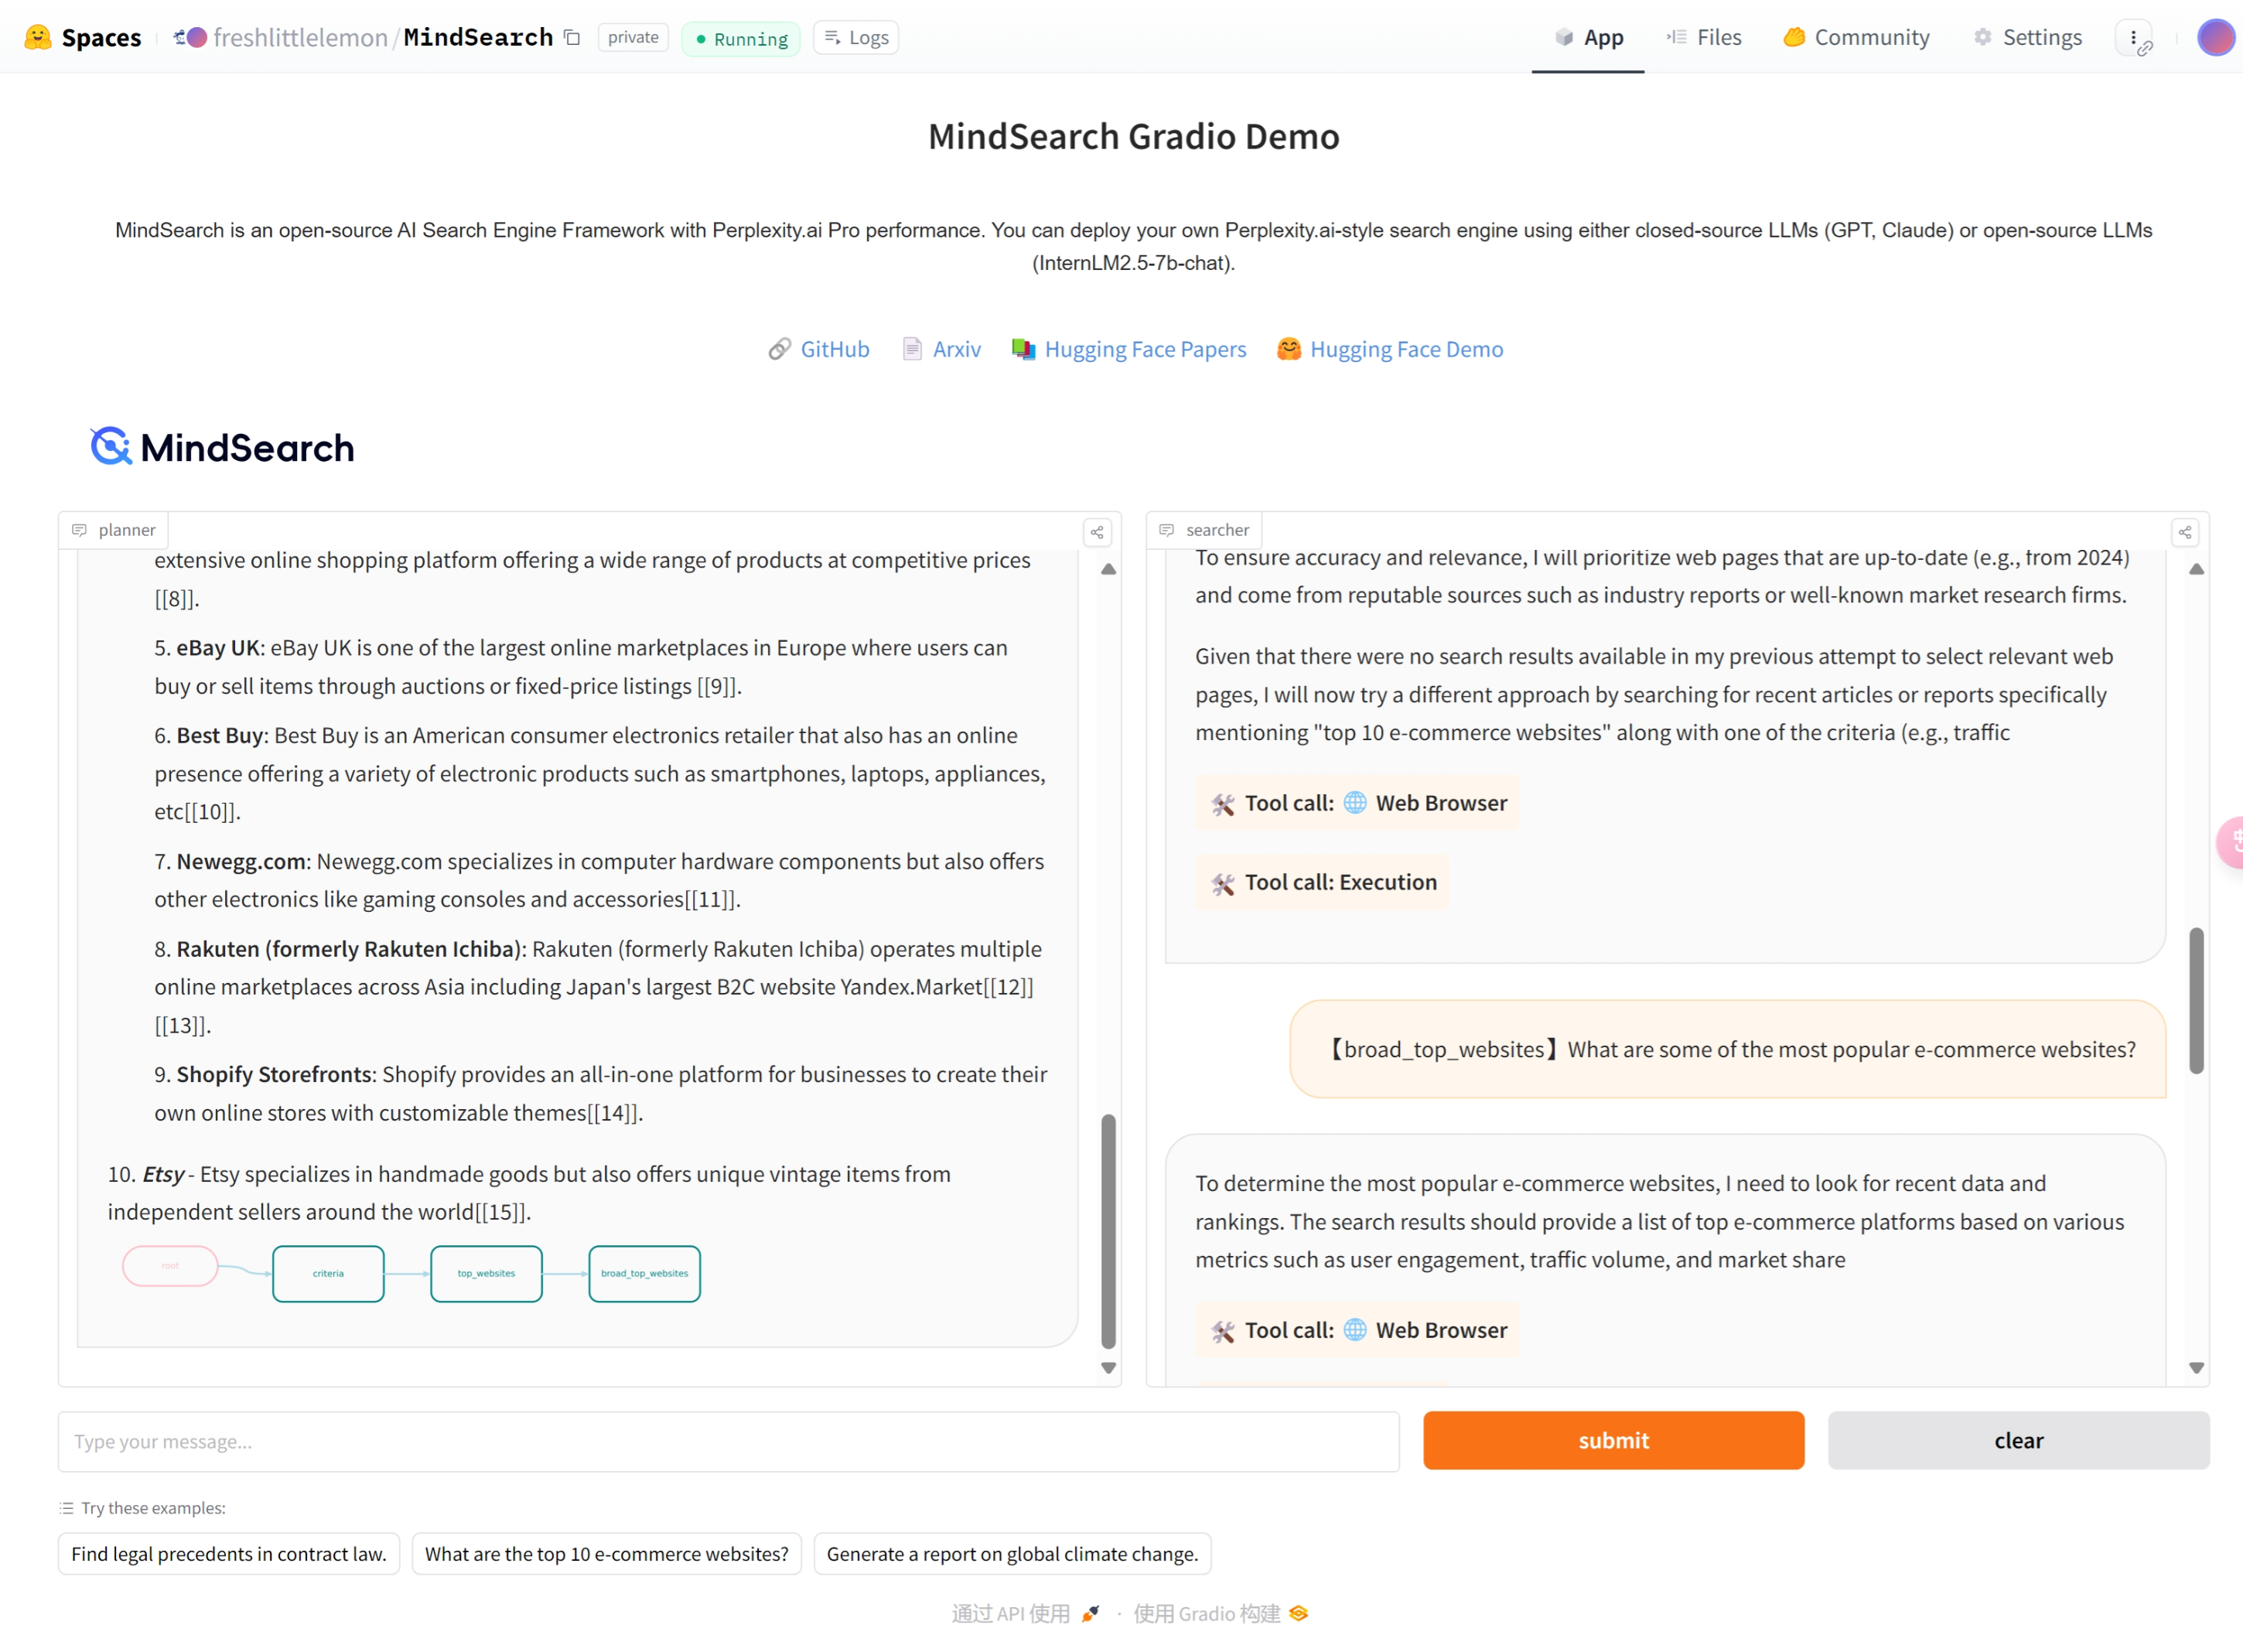 Spaces
freshlittlelemon/MindSearch
private
Running
Logs
App
Files
Community
Settings
MindSearch Gradio Demo
MindSearch is an open-source AI Search Engine Framework with Perplexity.ai Pro performance. You can deploy your own Perplexity.ai-style search engine using either closed-source LLMs (GPT, Claude) or open-source LLMs
(InternLM2.5-7b-chat).
GitHub
Arxiv
Hugging Face Papers
Hugging Face Demo
MindSearch
planner
extensive online shopping platform offering a wide range of products at competitive prices
[[8]].
5. eBay UK: eBay UK is one of the largest online marketplaces in Europe where users can
buy or sell items through auctions or fixed-price listings [[9]].
6. Best Buy: Best Buy is an American consumer electronics retailer that also has an online
presence offering a variety of electronic products such as smartphones, laptops, appliances,
etc[[10]].
7. Newegg.com: Newegg.com specializes in computer hardware components but also offers
other electronics like gaming consoles and accessories[[11]].
8. Rakuten (formerly Rakuten Ichiba): Rakuten (formerly Rakuten Ichiba) operates multiple
online marketplaces across Asia including Japan's largest B2C website Yandex.Market[[12]]
[[13]].
9. Shopify Storefronts: Shopify provides an all-in-one platform for businesses to create their
own online stores with customizable themes[[14]].
10. Etsy - Etsy specializes in handmade goods but also offers unique vintage items from
independent sellers around the world[[15]].
root
criteria
top_websites
broad_top_websites
searcher
To ensure accuracy and relevance, I will prioritize web pages that are up-to-date (e.g., from 2024)
and come from reputable sources such as industry reports or well-known market research firms.
Given that there were no search results available in my previous attempt to select relevant web
pages, I will now try a different approach by searching for recent articles or reports specifically
mentioning "top 10 e-commerce websites" along with one of the criteria (e.g., traffic
Tool call: Web Browser
Tool call: Execution
【broad_top_websites】What are some of the most popular e-commerce websites?
To determine the most popular e-commerce websites, I need to look for recent data and
rankings. The search results should provide a list of top e-commerce platforms based on various
metrics such as user engagement, traffic volume, and market share
Tool call: Web Browser
Type your message...
submit
clear
Try these examples:
Find legal precedents in contract law.
What are the top 10 e-commerce websites?
Generate a report on global climate change.
通过 API 使用 · 使用 Gradio 构建